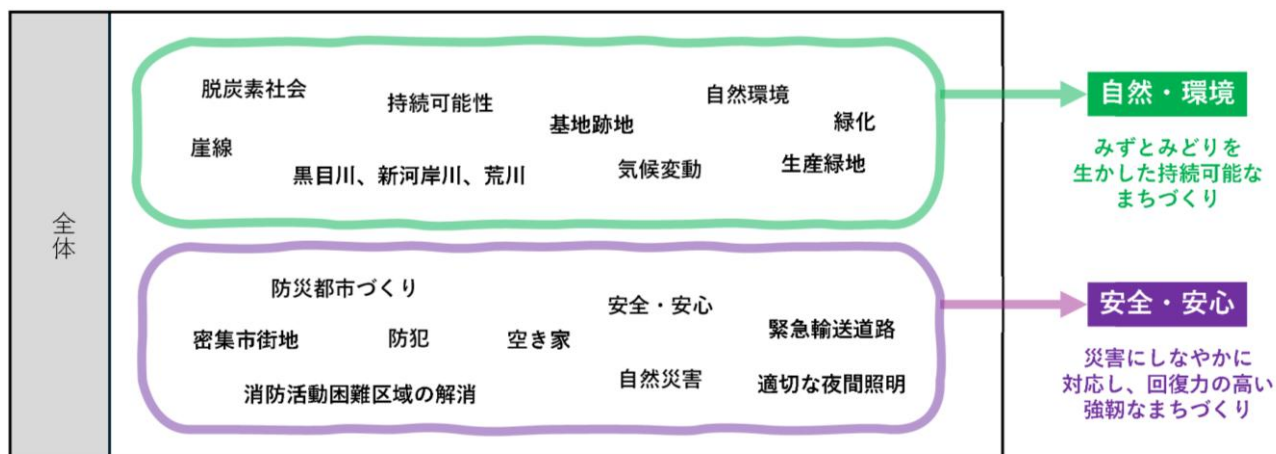 全体
脱炭素社会
持続可能性
自然環境
基地跡地
緑化
崖線
黒目川、新河岸川、荒川
気候変動
生産緑地
自然・環境
みずとみどりを
生かした持続可能な
まちづくり
防災都市づくり
安全・安心
密集市街地
防犯
空き家
緊急輸送道路
消防活動困難区域の解消
自然災害
適切な夜間照明
安全・安心
災害にしなやかに
対応し、回復力の高い
強靭なまちづくり